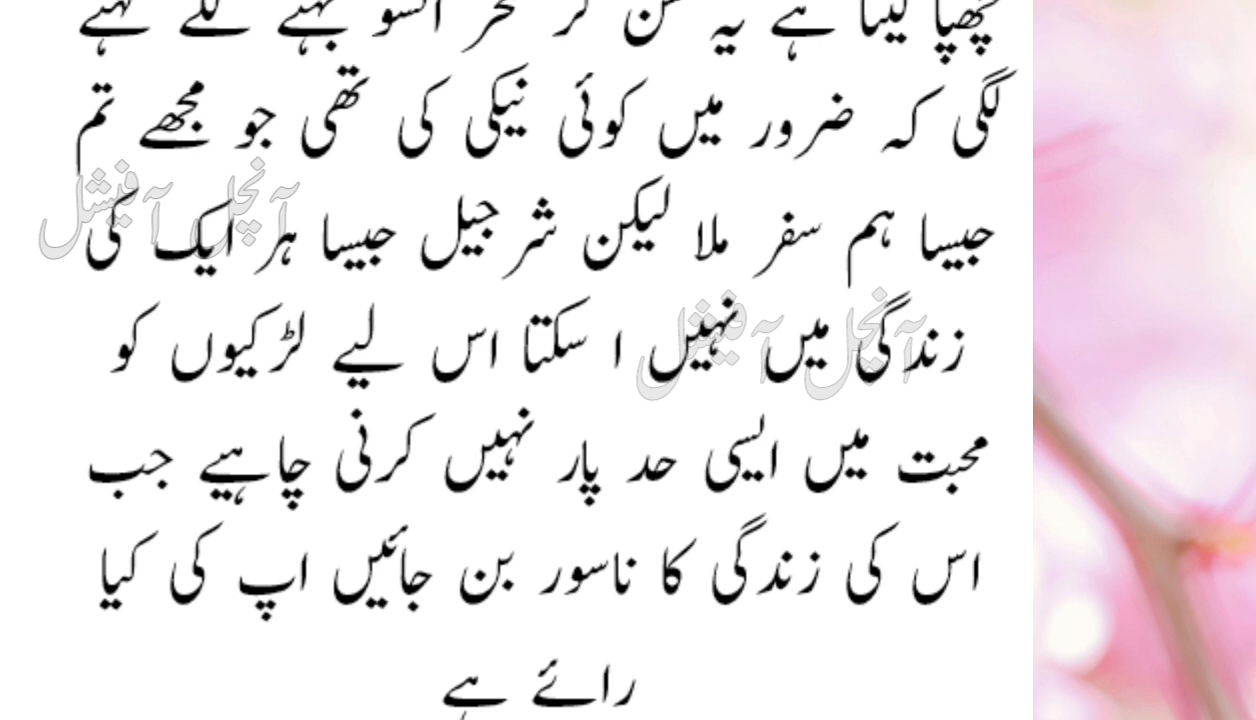 چھپا لیتا ہے یہ سن کر سحر آنسو بہنے لگے کہنے
لگی کہ ضرور میں کوئی نیکی کی تھی جو مجھے تم
جیسا ہم سفر ملا لیکن شرجیل جیسا ہر ایک کی
زندگی میں نہیں ا سکتا اس لیے لڑکیوں کو
محبت میں ایسی حد پار نہیں کرنی چاہیے جب
اس کی زندگی کا ناسور بن جائیں اپ کی کیا
رائے ہے
آنچل آفیشل
آنچل آفیشل